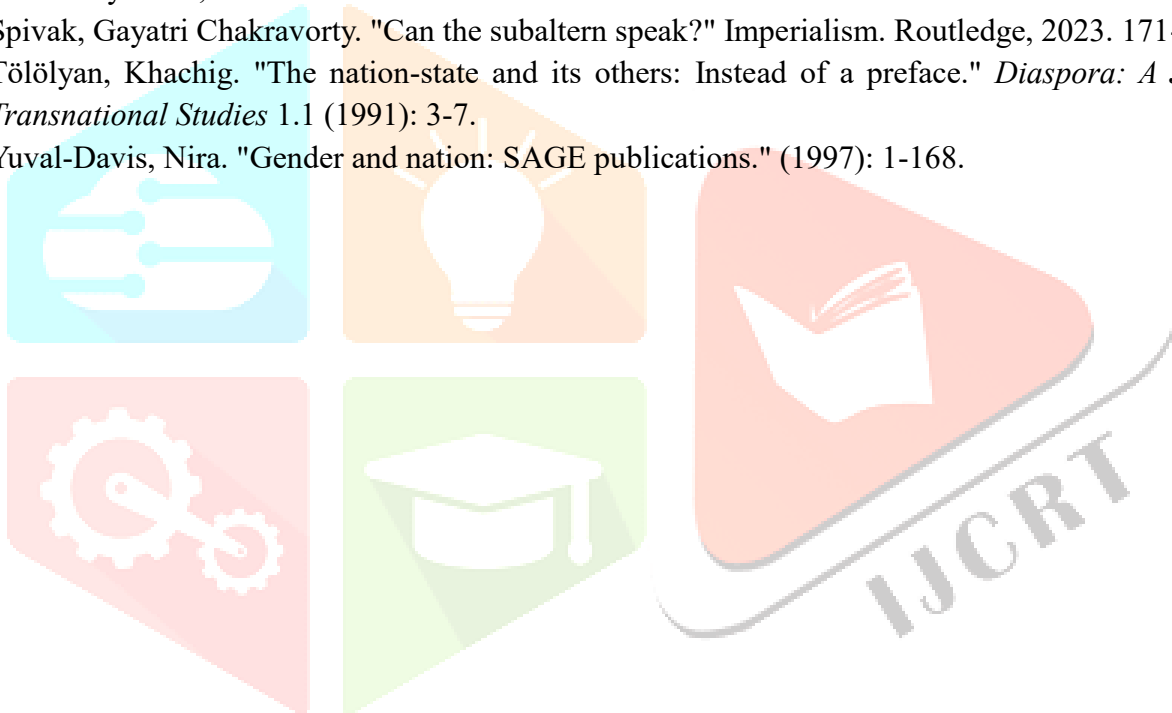 Spivak, Gayatri Chakravorty. "Can the subaltern speak?" Imperialism. Routledge, 2023. 171-
Tölölyan, Khachig. "The nation-state and its others: Instead of a preface." Diaspora: A
Transnational Studies 1.1 (1991): 3-7.
Yuval-Davis, Nira. "Gender and nation: SAGE publications." (1997): 1-168.
IJCRT